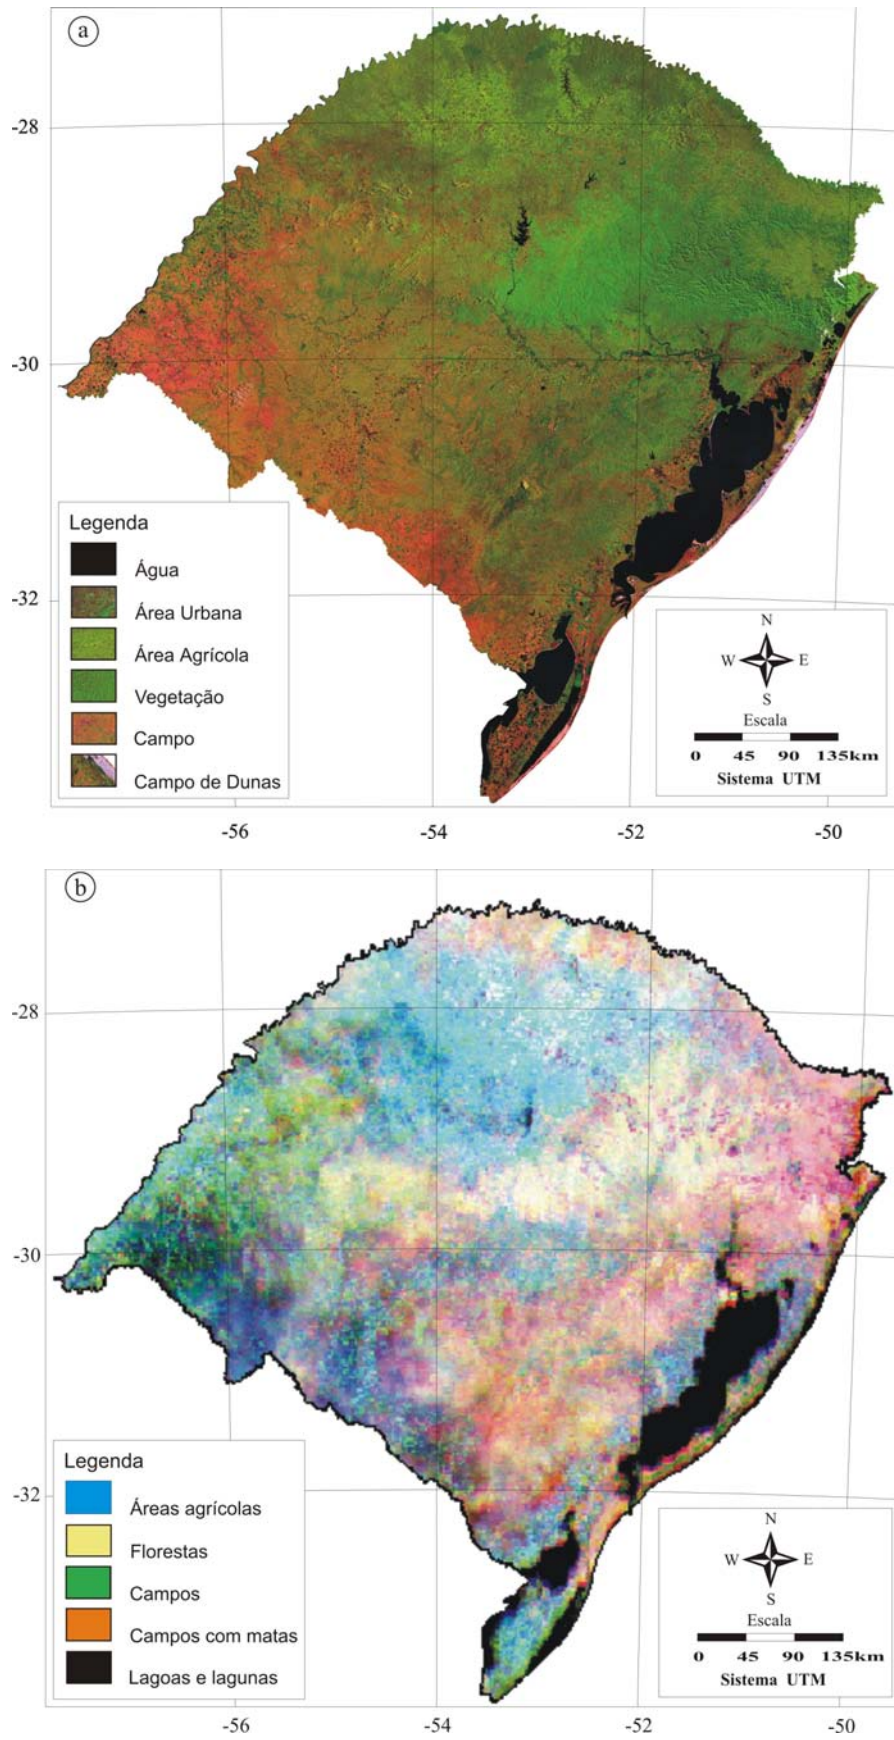 a
-28
-30
-32
Legenda
Água
Área Urbana
Área Agrícola
Vegetação
Campo
Campo de Dunas
N
W E
S
Escala
0 45 90 135km
Sistema UTM
-56 -54 -52 -50
b
-28
-30
-32
Legenda
Áreas agrícolas
Florestas
Campos
Campos com matas
Lagoas e lagunas
N
W E
S
Escala
0 45 90 135km
Sistema UTM
-56 -54 -52 -50